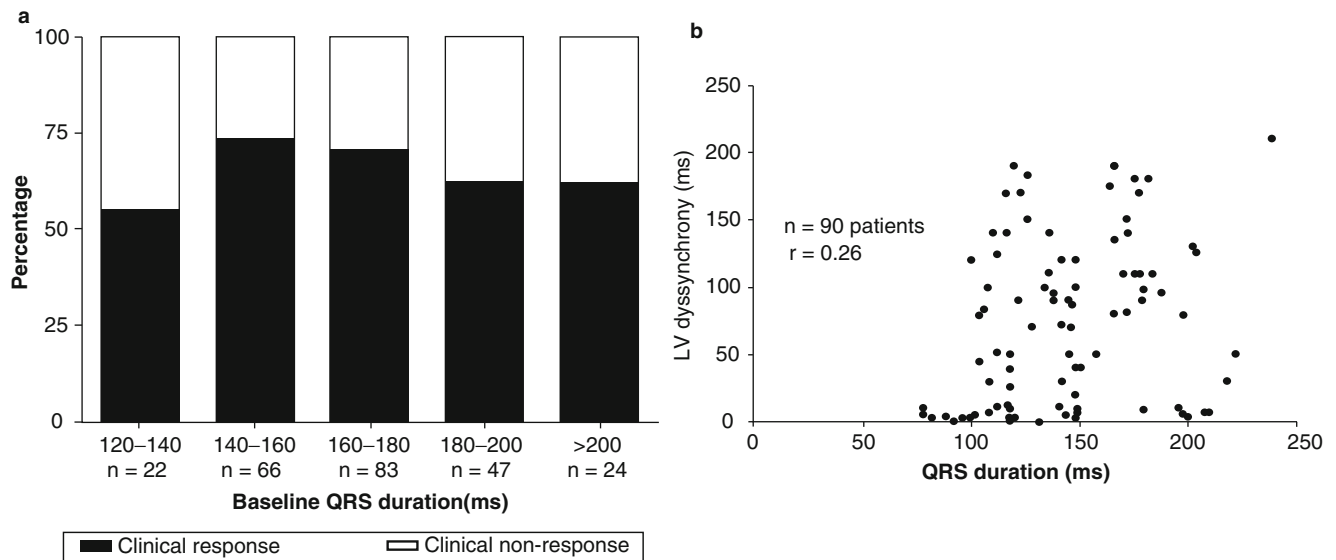 a
100
75
50
25
0
Percentage
120–140
n = 22
140–160
n = 66
160–180
n = 83
180–200
n = 47
>200
n = 24
Baseline QRS duration(ms)
Clinical response
Clinical non-response
b
250
200
150
100
50
0
LV dyssynchrony (ms)
n = 90 patients
r = 0.26
0
50
100
150
200
250
QRS duration (ms)